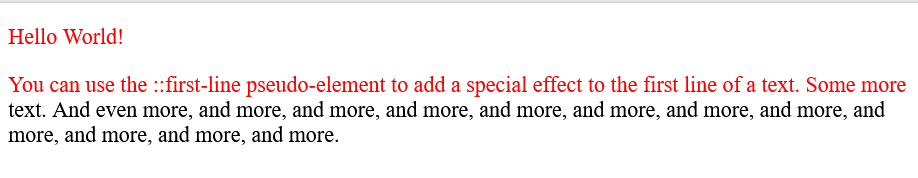 Hello World!
You can use the ::first-line pseudo-element to add a special effect to the first line of a text. Some more
text. And even more, and more, and more, and more, and more, and more, and more, and more, and
more, and more, and more, and more.